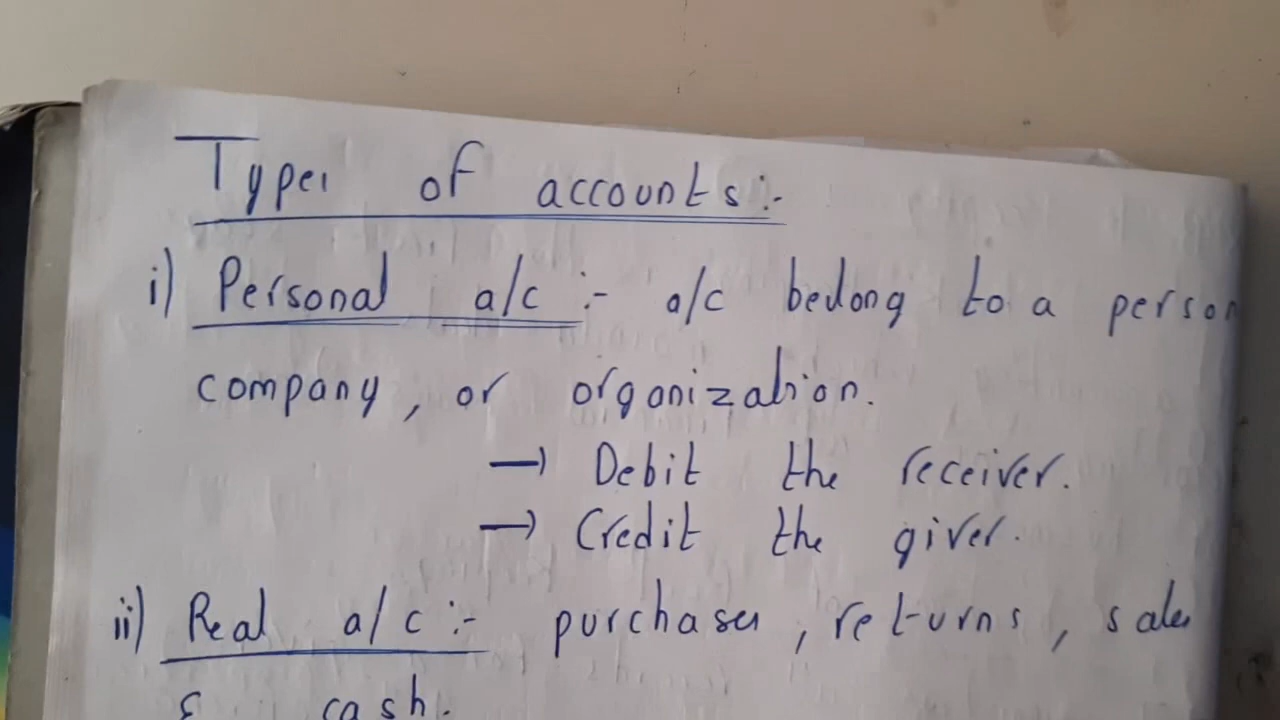 Types of accounts:-
i) Personal a/c :- a/c belong to a person
company, or organization.
→ Debit the receiver.
→ Credit the giver.
ii) Real a/c :- purchases, returns, sales
& cash.